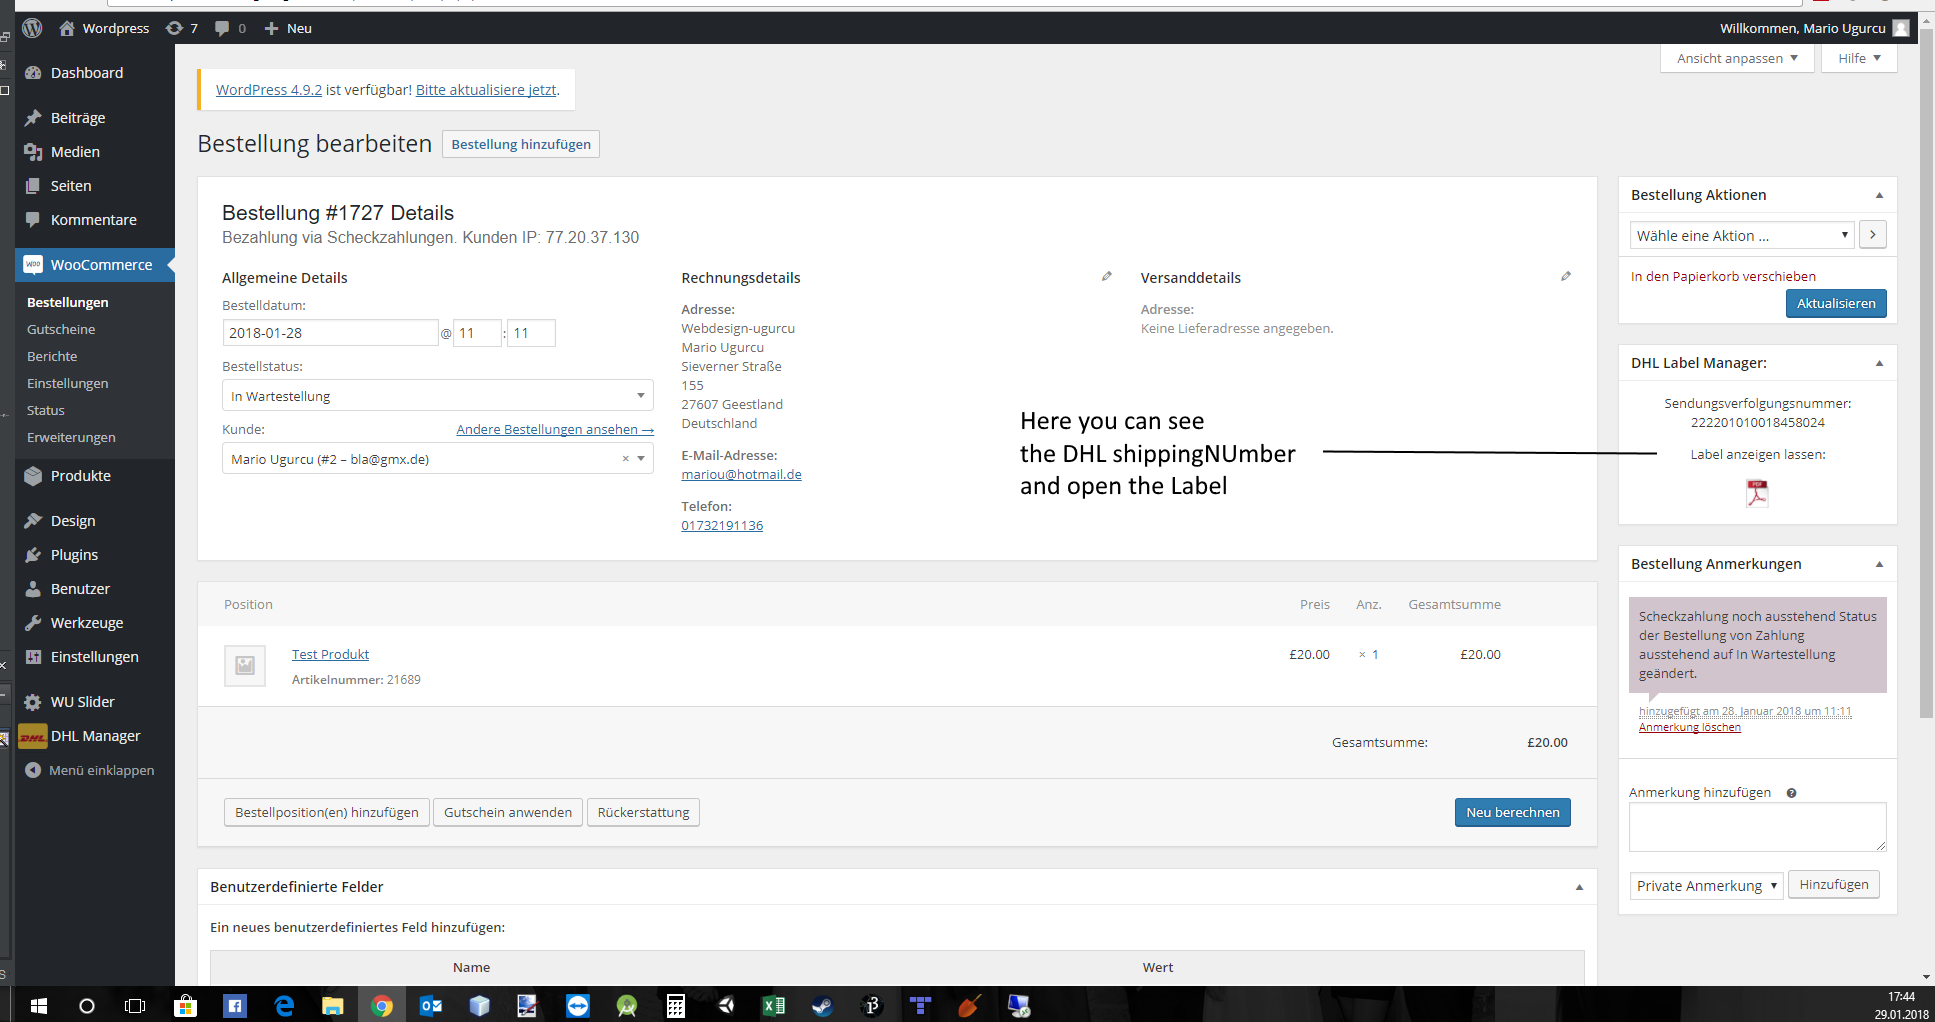 Wordpress
7
0
Neu
Willkommen, Mario Ugurcu
Ansicht anpassen
Hilfe
Dashboard
Beiträge
Medien
Seiten
Kommentare
WOO
WooCommerce
Bestellungen
Gutscheine
Berichte
Einstellungen
Status
Erweiterungen
Produkte
Design
Plugins
Benutzer
Werkzeuge
Einstellungen
WU Slider
DHL
DHL Manager
Menü einklappen
WordPress 4.9.2 ist verfügbar! Bitte aktualisiere jetzt.
Bestellung bearbeiten
Bestellung hinzufügen
Bestellung #1727 Details
Bezahlung via Scheckzahlungen. Kunden IP: 77.20.37.130
Allgemeine Details
Bestelldatum:
2018-01-28 @ 11 : 11
Bestellstatus:
In Wartestellung
Kunde:
Andere Bestellungen ansehen →
Mario Ugurcu (#2 – bla@gmx.de)
×
Rechnungsdetails
Adresse:
Webdesign-ugurcu
Mario Ugurcu
Sieverner Straße
155
27607 Geestland
Deutschland
E-Mail-Adresse:
mariou@hotmail.de
Telefon:
01732191136
Versanddetails
Adresse:
Keine Lieferadresse angegeben.
Here you can see
the DHL shippingNUmber
and open the Label
Position
Preis
Anz.
Gesamtsumme
Test Produkt
£20.00
× 1
£20.00
Artikelnummer: 21689
Gesamtsumme:
£20.00
Bestellposition(en) hinzufügen
Gutschein anwenden
Rückerstattung
Neu berechnen
Benutzerdefinierte Felder
Ein neues benutzerdefiniertes Feld hinzufügen:
Name
Wert
Bestellung Aktionen
Wähle eine Aktion ...
In den Papierkorb verschieben
Aktualisieren
DHL Label Manager:
Sendungsverfolgungsnummer:
222201010018458024
Label anzeigen lassen:
PDF
Bestellung Anmerkungen
Scheckzahlung noch ausstehend Status
der Bestellung von Zahlung
ausstehend auf In Wartestellung
geändert.
hinzugefügt am 28. Januar 2018 um 11:11
Anmerkung löschen
Anmerkung hinzufügen
Private Anmerkung
Hinzufügen
17:44
29.01.2018